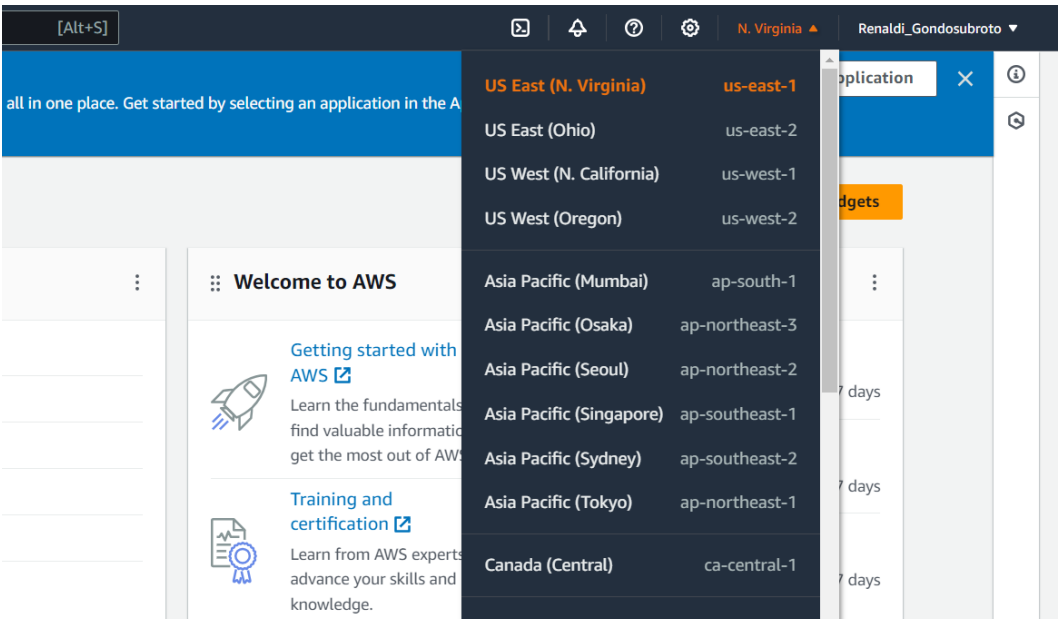 [Alt+S]
N. Virginia
Renaldi_Gondosubroto
all in one place. Get started by selecting an application in the A
pplication
US East (N. Virginia) us-east-1
US East (Ohio) us-east-2
US West (N. California) us-west-1
US West (Oregon) us-west-2
Asia Pacific (Mumbai) ap-south-1
Asia Pacific (Osaka) ap-northeast-3
Asia Pacific (Seoul) ap-northeast-2
Asia Pacific (Singapore) ap-southeast-1
Asia Pacific (Sydney) ap-southeast-2
Asia Pacific (Tokyo) ap-northeast-1
Canada (Central) ca-central-1
dgets
Welcome to AWS
Getting started with
AWS
Learn the fundamentals
find valuable informatio
get the most out of AWS
Training and
certification
Learn from AWS experts
advance your skills and
knowledge.
7 days
7 days
7 days